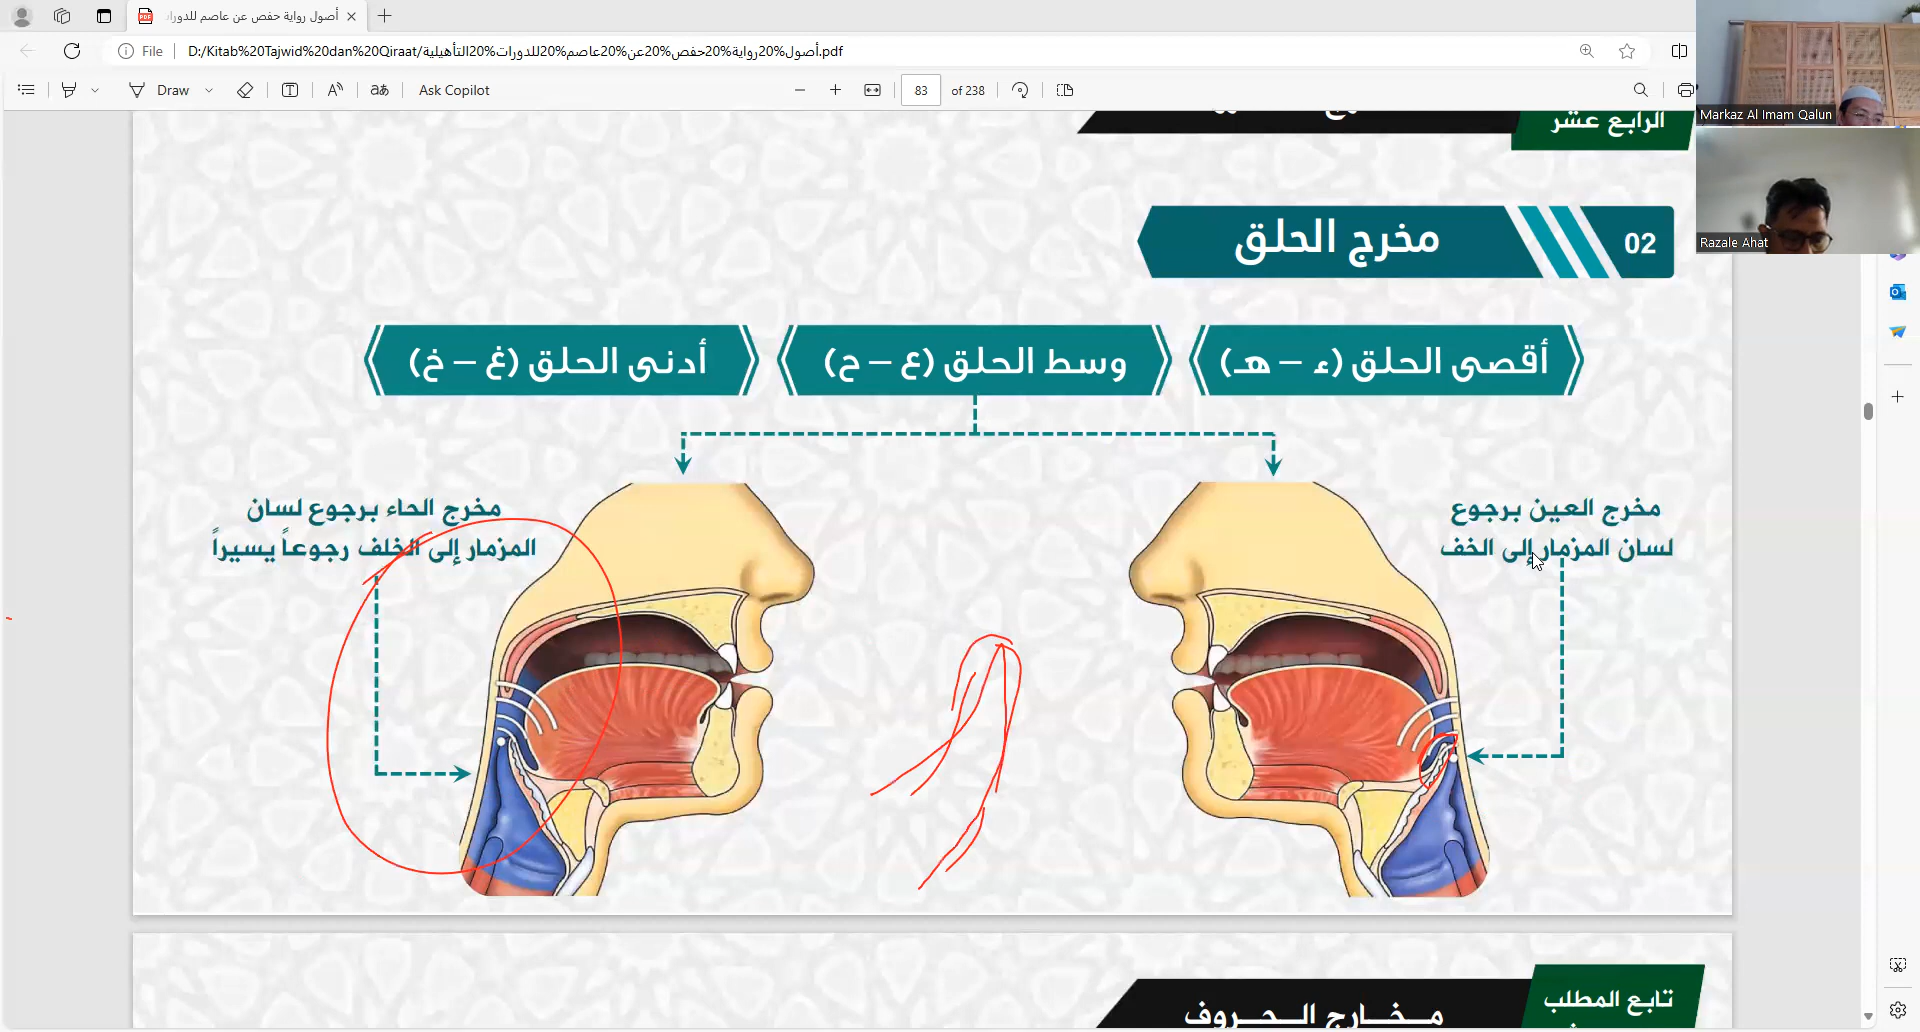 أصول رواية حفص عن عاصم للدورا
File
D:/Kitab%20Tajwid%20dan%20Qiraat/أصول%20رواية%20حفص%20عن%20عاصم%20للدورات%20التأهيلية.pdf
Draw
Ask Copilot
83 of 238
Markaz Al Imam Qalun
Razale Ahat
الرابع عشر
02
مخرج الحلق
أقصى الحلق (ء – هـ)
وسط الحلق (ع – ح)
أدنى الحلق (غ – خ)
مخرج العين برجوع
لسان المزمار إلى الخف
مخرج الحاء برجوع لسان
المزمار إلى الخلف رجوعاً يسيراً
تابع المطلب
مخارج الحروف